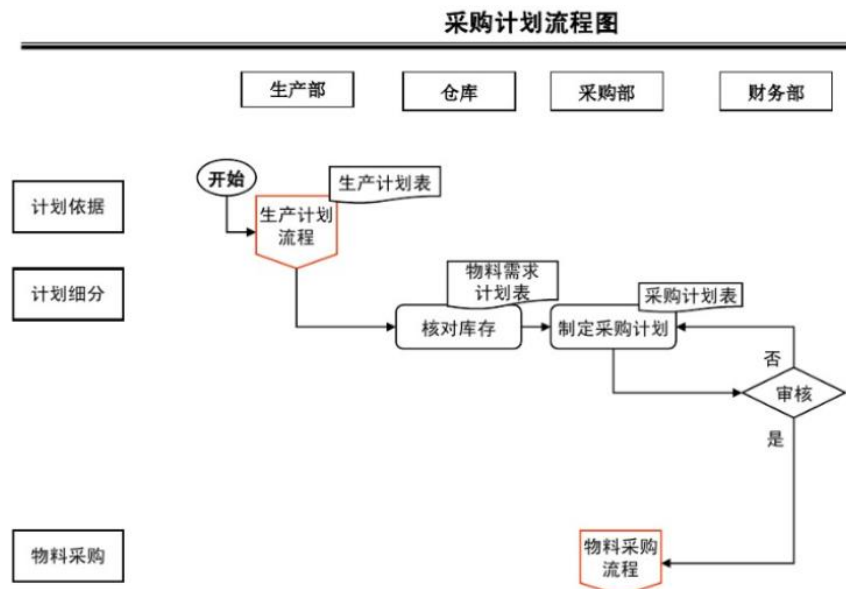 采购计划流程图
生产部
仓库
采购部
财务部
计划依据
开始
生产计划表
生产计划
流程
计划细分
物料需求
计划表
采购计划表
核对库存
制定采购计划
否
审核
是
物料采购
物料采购
流程